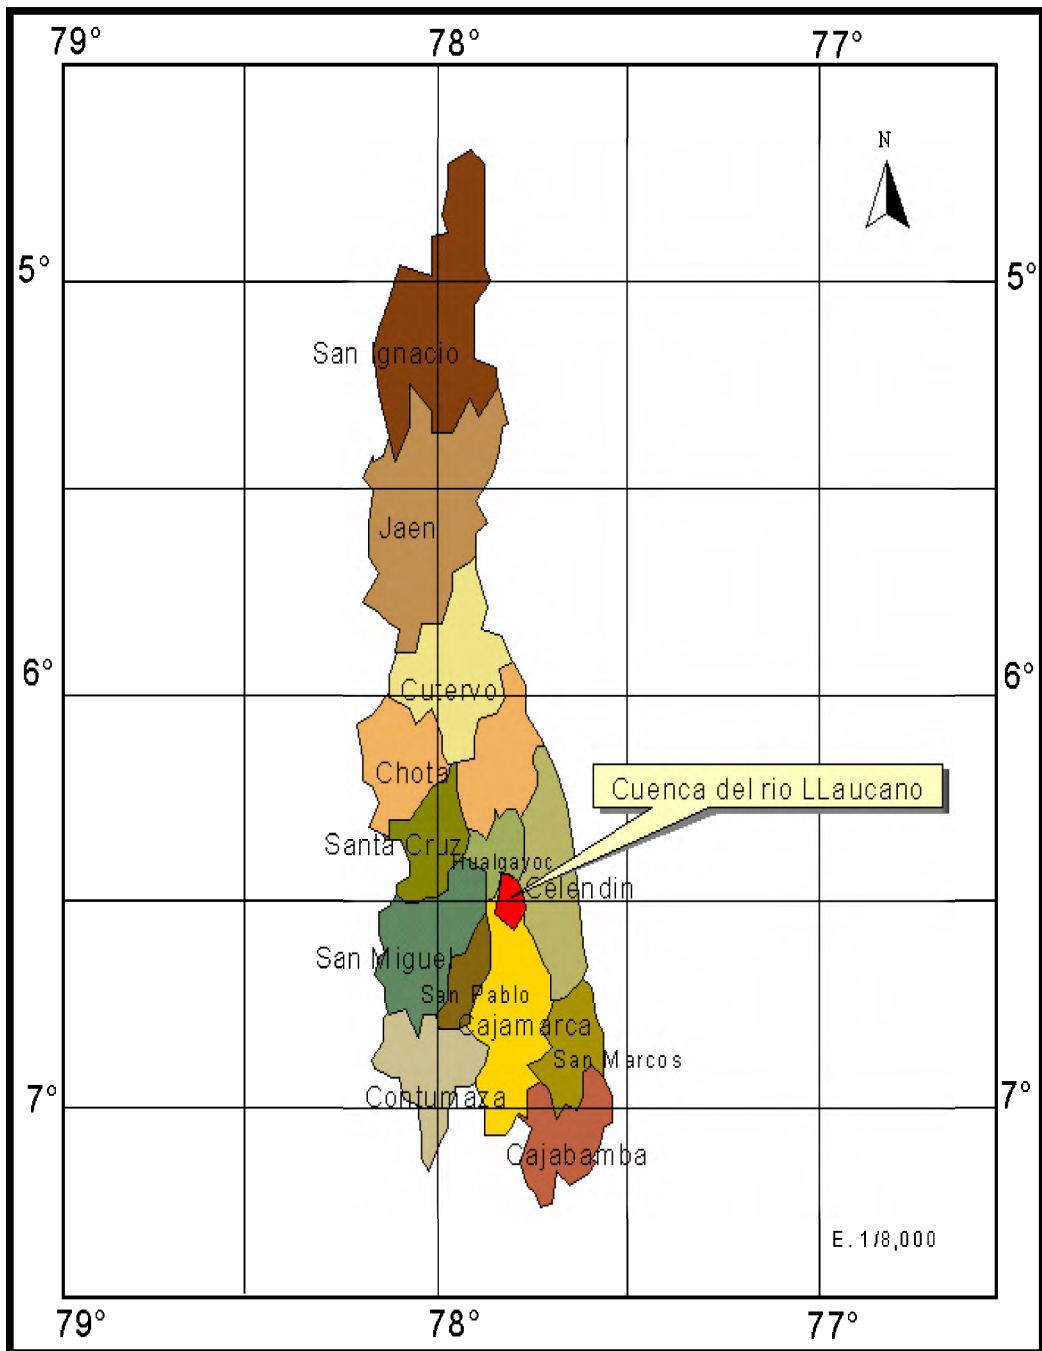 79° 78° 77°
N
5° 5°
San Ignacio
Jaen
6° 6°
Cutervo
Chota
Cuenca del rio LLaucano
Santa Cruz
Hualgayoc
Celendin
San Miguel
San Pablo
Cajamarca
San Marcos
Contumaza
7° 7°
Cajabamba
E. 1/8,000
79° 78° 77°